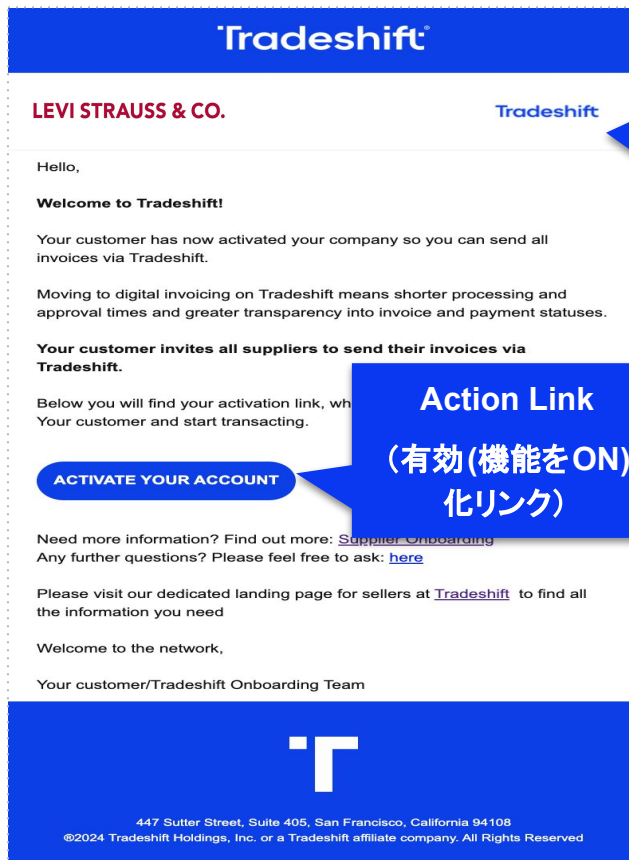 Tradeshift
LEVI STRAUSS & CO.
Tradeshift
Hello,
Welcome to Tradeshift!
Your customer has now activated your company so you can send all
invoices via Tradeshift.
Moving to digital invoicing on Tradeshift means shorter processing and
approval times and greater transparency into invoice and payment statuses.
Your customer invites all suppliers to send their invoices via
Tradeshift.
Below you will find your activation link, wh
Your customer and start transacting.
Action Link
（有効(機能をON)
化リンク）
ACTIVATE YOUR ACCOUNT
Need more information? Find out more: Supplier Onboarding
Any further questions? Please feel free to ask: here
Please visit our dedicated landing page for sellers at Tradeshift to find all
the information you need
Welcome to the network,
Your customer/Tradeshift Onboarding Team
447 Sutter Street, Suite 405, San Francisco, California 94108
®2024 Tradeshift Holdings, Inc. or a Tradeshift affiliate company. All Rights Reserved